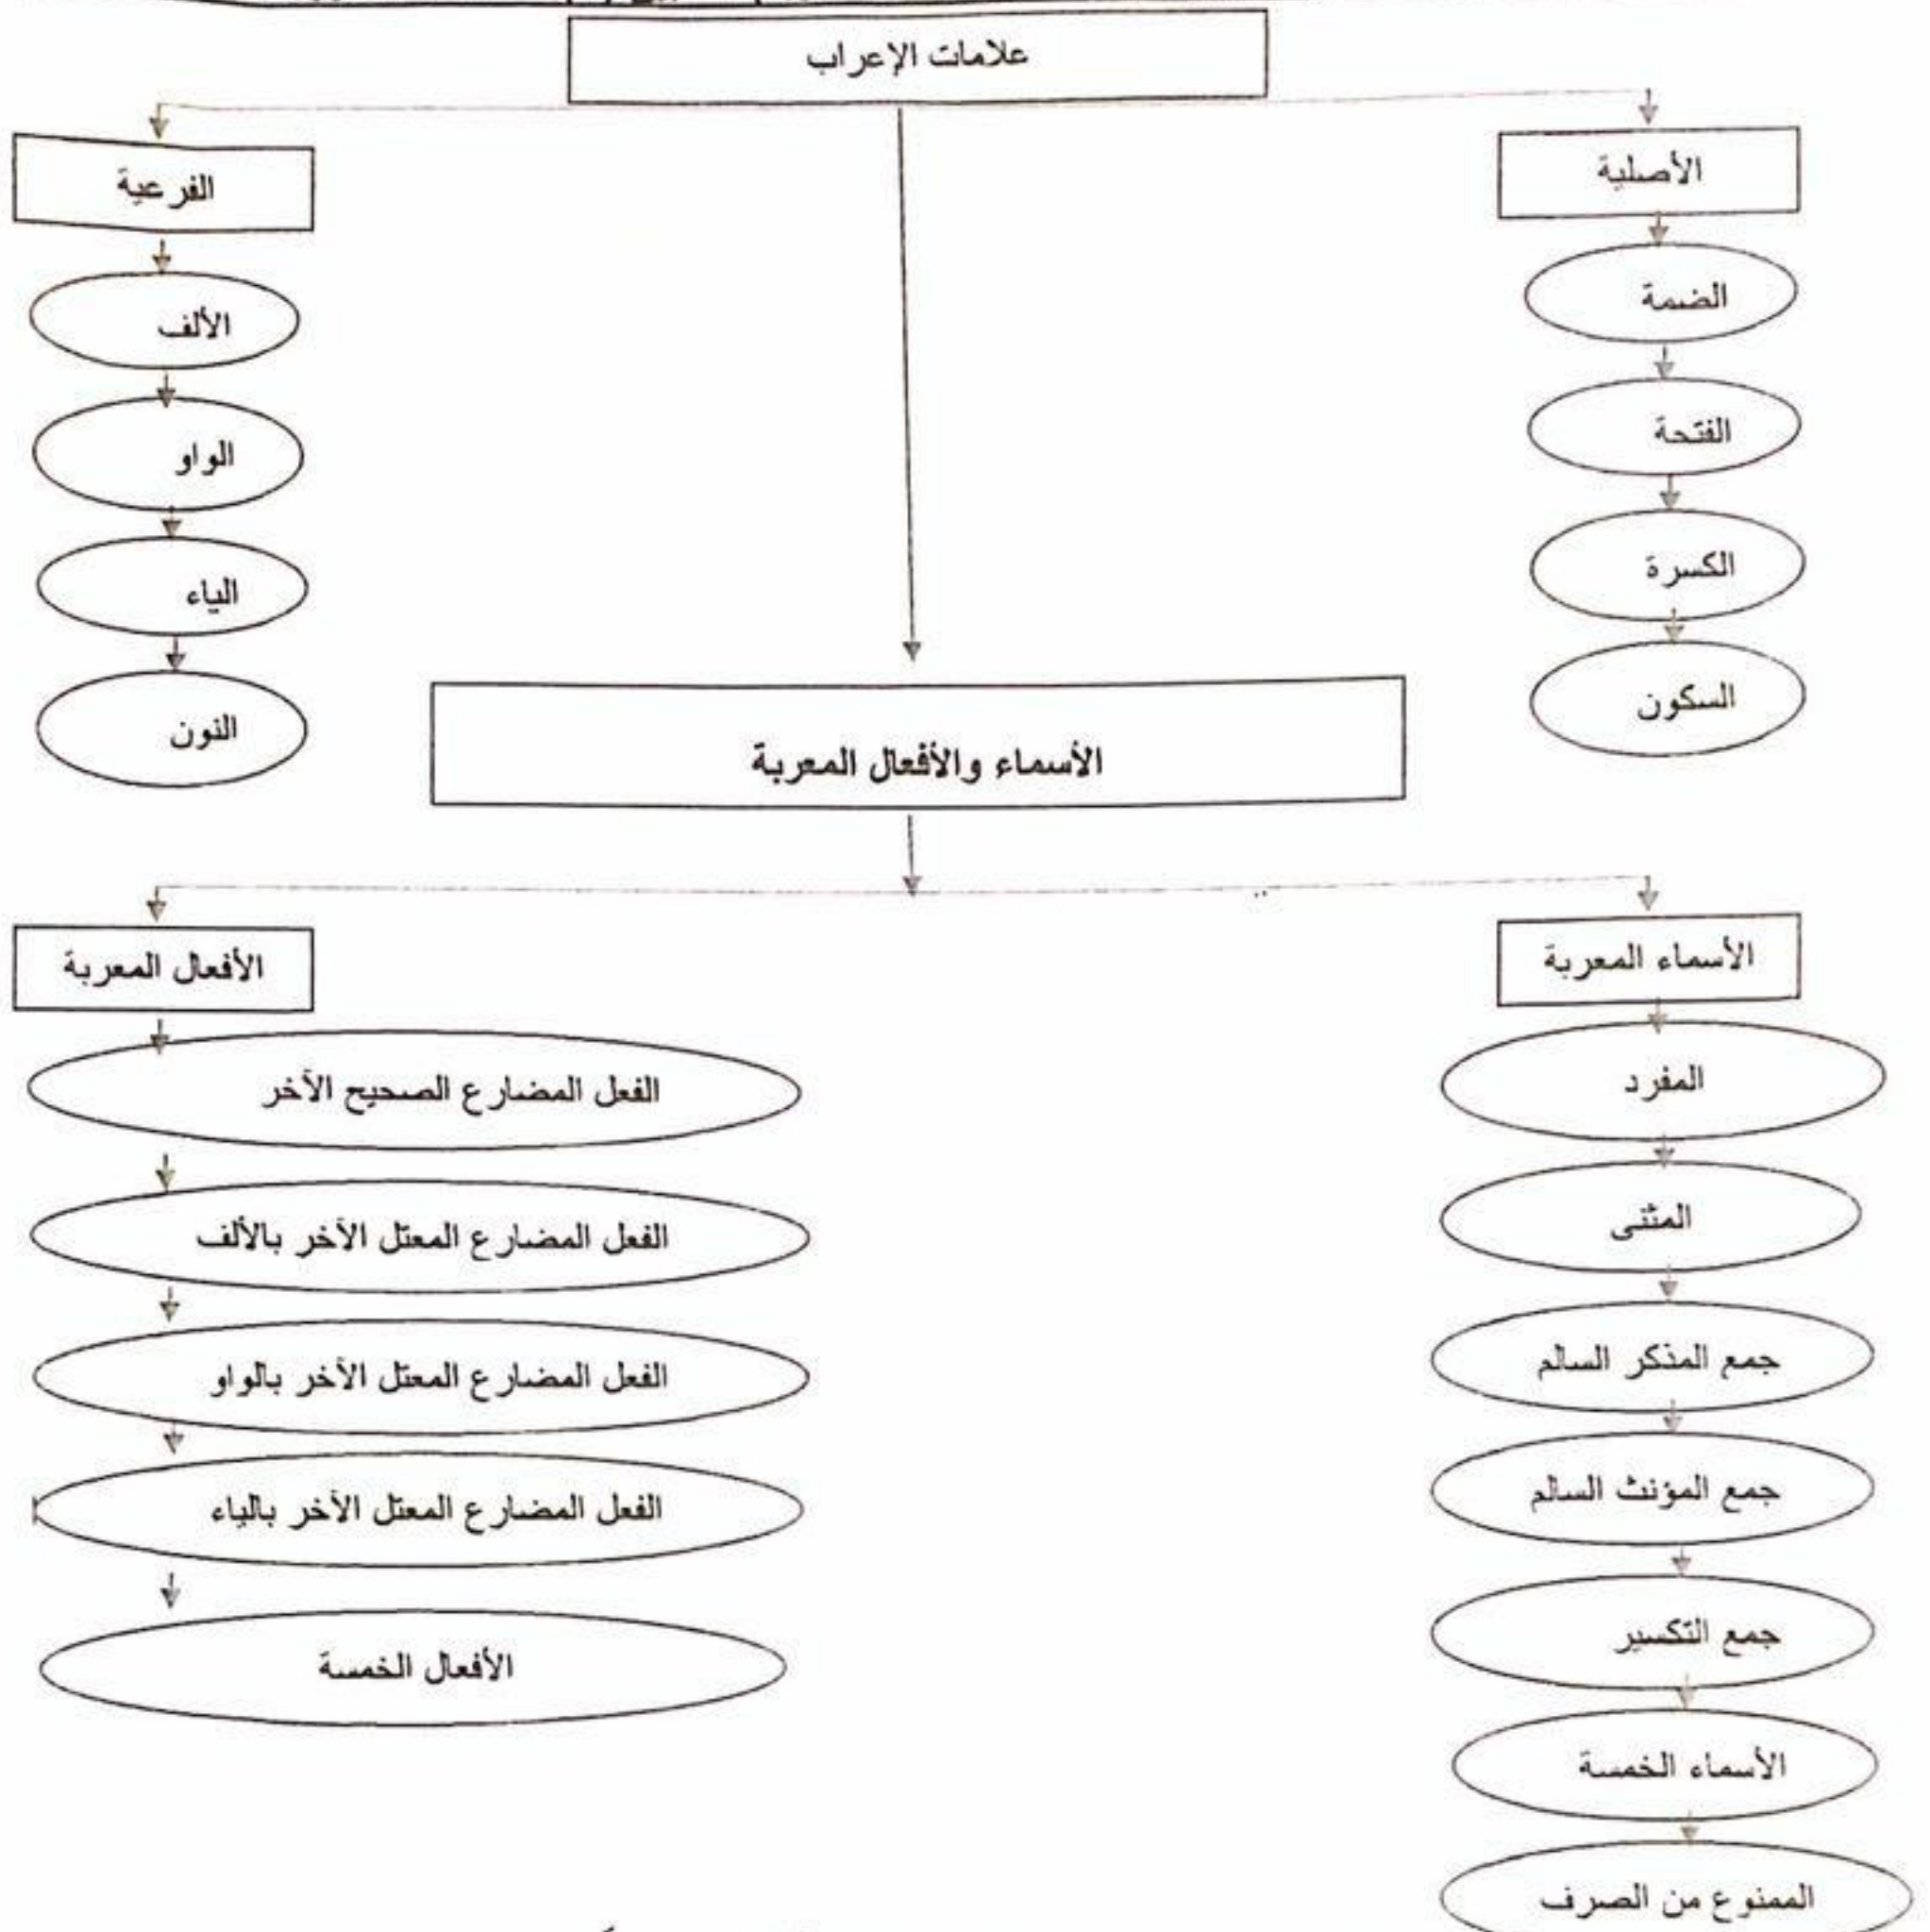 علامات الإعراب
الأصلية
الضمة
الفتحة
الكسرة
السكون
الفرعية
الألف
الواو
الياء
النون
الأسماء والأفعال المعربة
الأسماء المعربة
المفرد
المثنى
جمع المذكر السالم
جمع المؤنث السالم
جمع التكسير
الأسماء الخمسة
الممنوع من الصرف
الأفعال المعربة
الفعل المضارع الصحيح الآخر
الفعل المضارع المعتل الآخر بالألف
الفعل المضارع المعتل الآخر بالواو
الفعل المضارع المعتل الآخر بالياء
الأفعال الخمسة